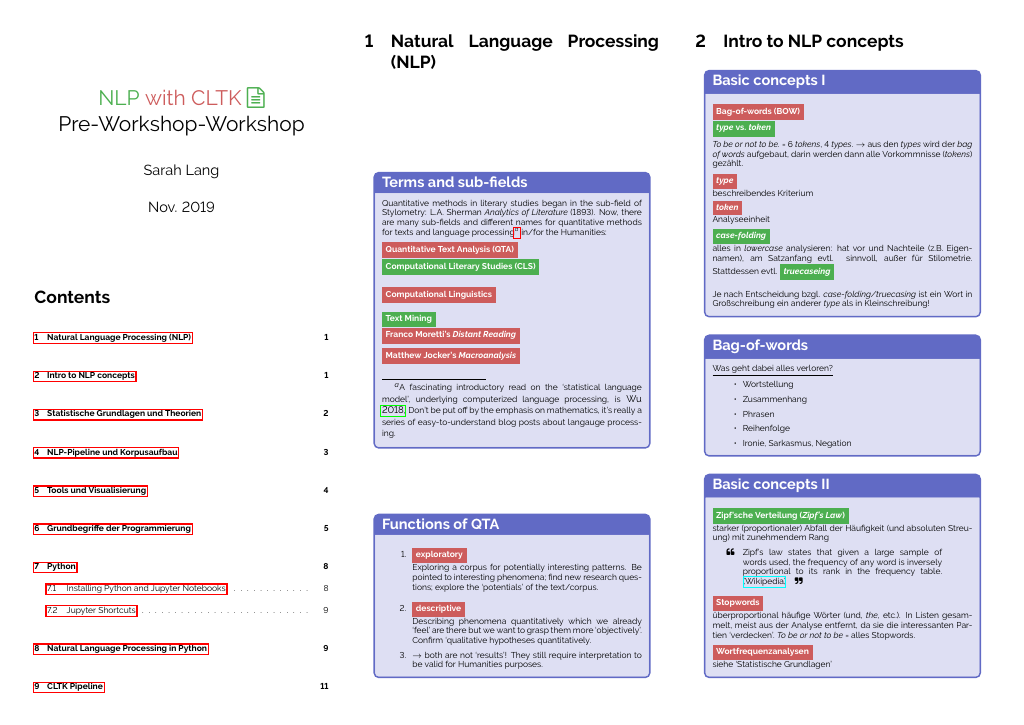 NLP with CLTK
Pre-Workshop-Workshop
Sarah Lang
Nov. 2019
Contents
1 Natural Language Processing (NLP) 1
2 Intro to NLP concepts 1
3 Statistische Grundlagen und Theorien 2
4 NLP-Pipeline und Korpusaufbau 3
5 Tools und Visualisierung 4
6 Grundbegriffe der Programmierung 5
7 Python 8
7.1 Installing Python and Jupyter Notebooks . . . . . . . . . . . 8
7.2 Jupyter Shortcuts . . . . . . . . . . . . . . . . . . . . . . . . 9
8 Natural Language Processing in Python 9
9 CLTK Pipeline 11
1 Natural Language Processing
(NLP)
Terms and sub-fields
Quantitative methods in literary studies began in the sub-field of
Stylometry: L.A. Sherman Analytics of Literature (1893). Now, there
are many sub-fields and different names for quantitative methods
for texts and language processing a in/for the Humanities:
Quantitative Text Analysis (QTA)
Computational Literary Studies (CLS)
Computational Linguistics
Text Mining
Franco Moretti's Distant Reading
Matthew Jocker's Macroanalysis
aA fascinating introductory read on the 'statistical language
model', underlying computerized language processing, is Wu
2018. Don't be put off by the emphasis on mathematics, it's really a
series of easy-to-understand blog posts about langauge process-
ing.
Functions of QTA
1. exploratory
Exploring a corpus for potentially interesting patterns. Be
pointed to interesting phenomena; find new research ques-
tions; explore the 'potentials' of the text/corpus.
2. descriptive
Describing phenomena quantitatively which we already
'feel' are there but we want to grasp them more 'objectively'.
Confirm 'qualitative hypotheses quantitatively.
3. → both are not 'results'! They still require interpretation to
be valid for Humanities purposes.
2 Intro to NLP concepts
Basic concepts I
Bag-of-words (BOW)
type vs. token
To be or not to be. = 6 tokens, 4 types. → aus den types wird der bag
of words aufgebaut, darin werden dann alle Vorkommnisse (tokens)
gezählt.
type
beschreibendes Kriterium
token
Analyseeinheit
case-folding
alles in lowercase analysieren: hat vor und Nachteile (z.B. Eigen-
namen), am Satzanfang evtl. sinnvoll, außer für Stilometrie.
Stattdessen evtl. truecaseing
Je nach Entscheidung bzgl. case-folding/truecasing ist ein Wort in
Großschreibung ein anderer type als in Kleinschreibung!
Bag-of-words
Was geht dabei alles verloren?
• Wortstellung
• Zusammenhang
• Phrasen
• Reihenfolge
• Ironie, Sarkasmus, Negation
Basic concepts II
Zipf'sche Verteilung (Zipf's Law)
starker (proportionaler) Abfall der Häufigkeit (und absoluten Streu-
ung) mit zunehmendem Rang
❝ Zipf's law states that given a large sample of
words used, the frequency of any word is inversely
proportional to its rank in the frequency table.
Wikipedia. ❞
Stopwords
überproportional häufige Wörter (und, the, etc.). In Listen gesam-
melt, meist aus der Analyse entfernt, da sie die interessanten Par-
tien 'verdecken'. To be or not to be = alles Stopwords.
Wortfrequenzanalysen
siehe 'Statistische Grundlagen'